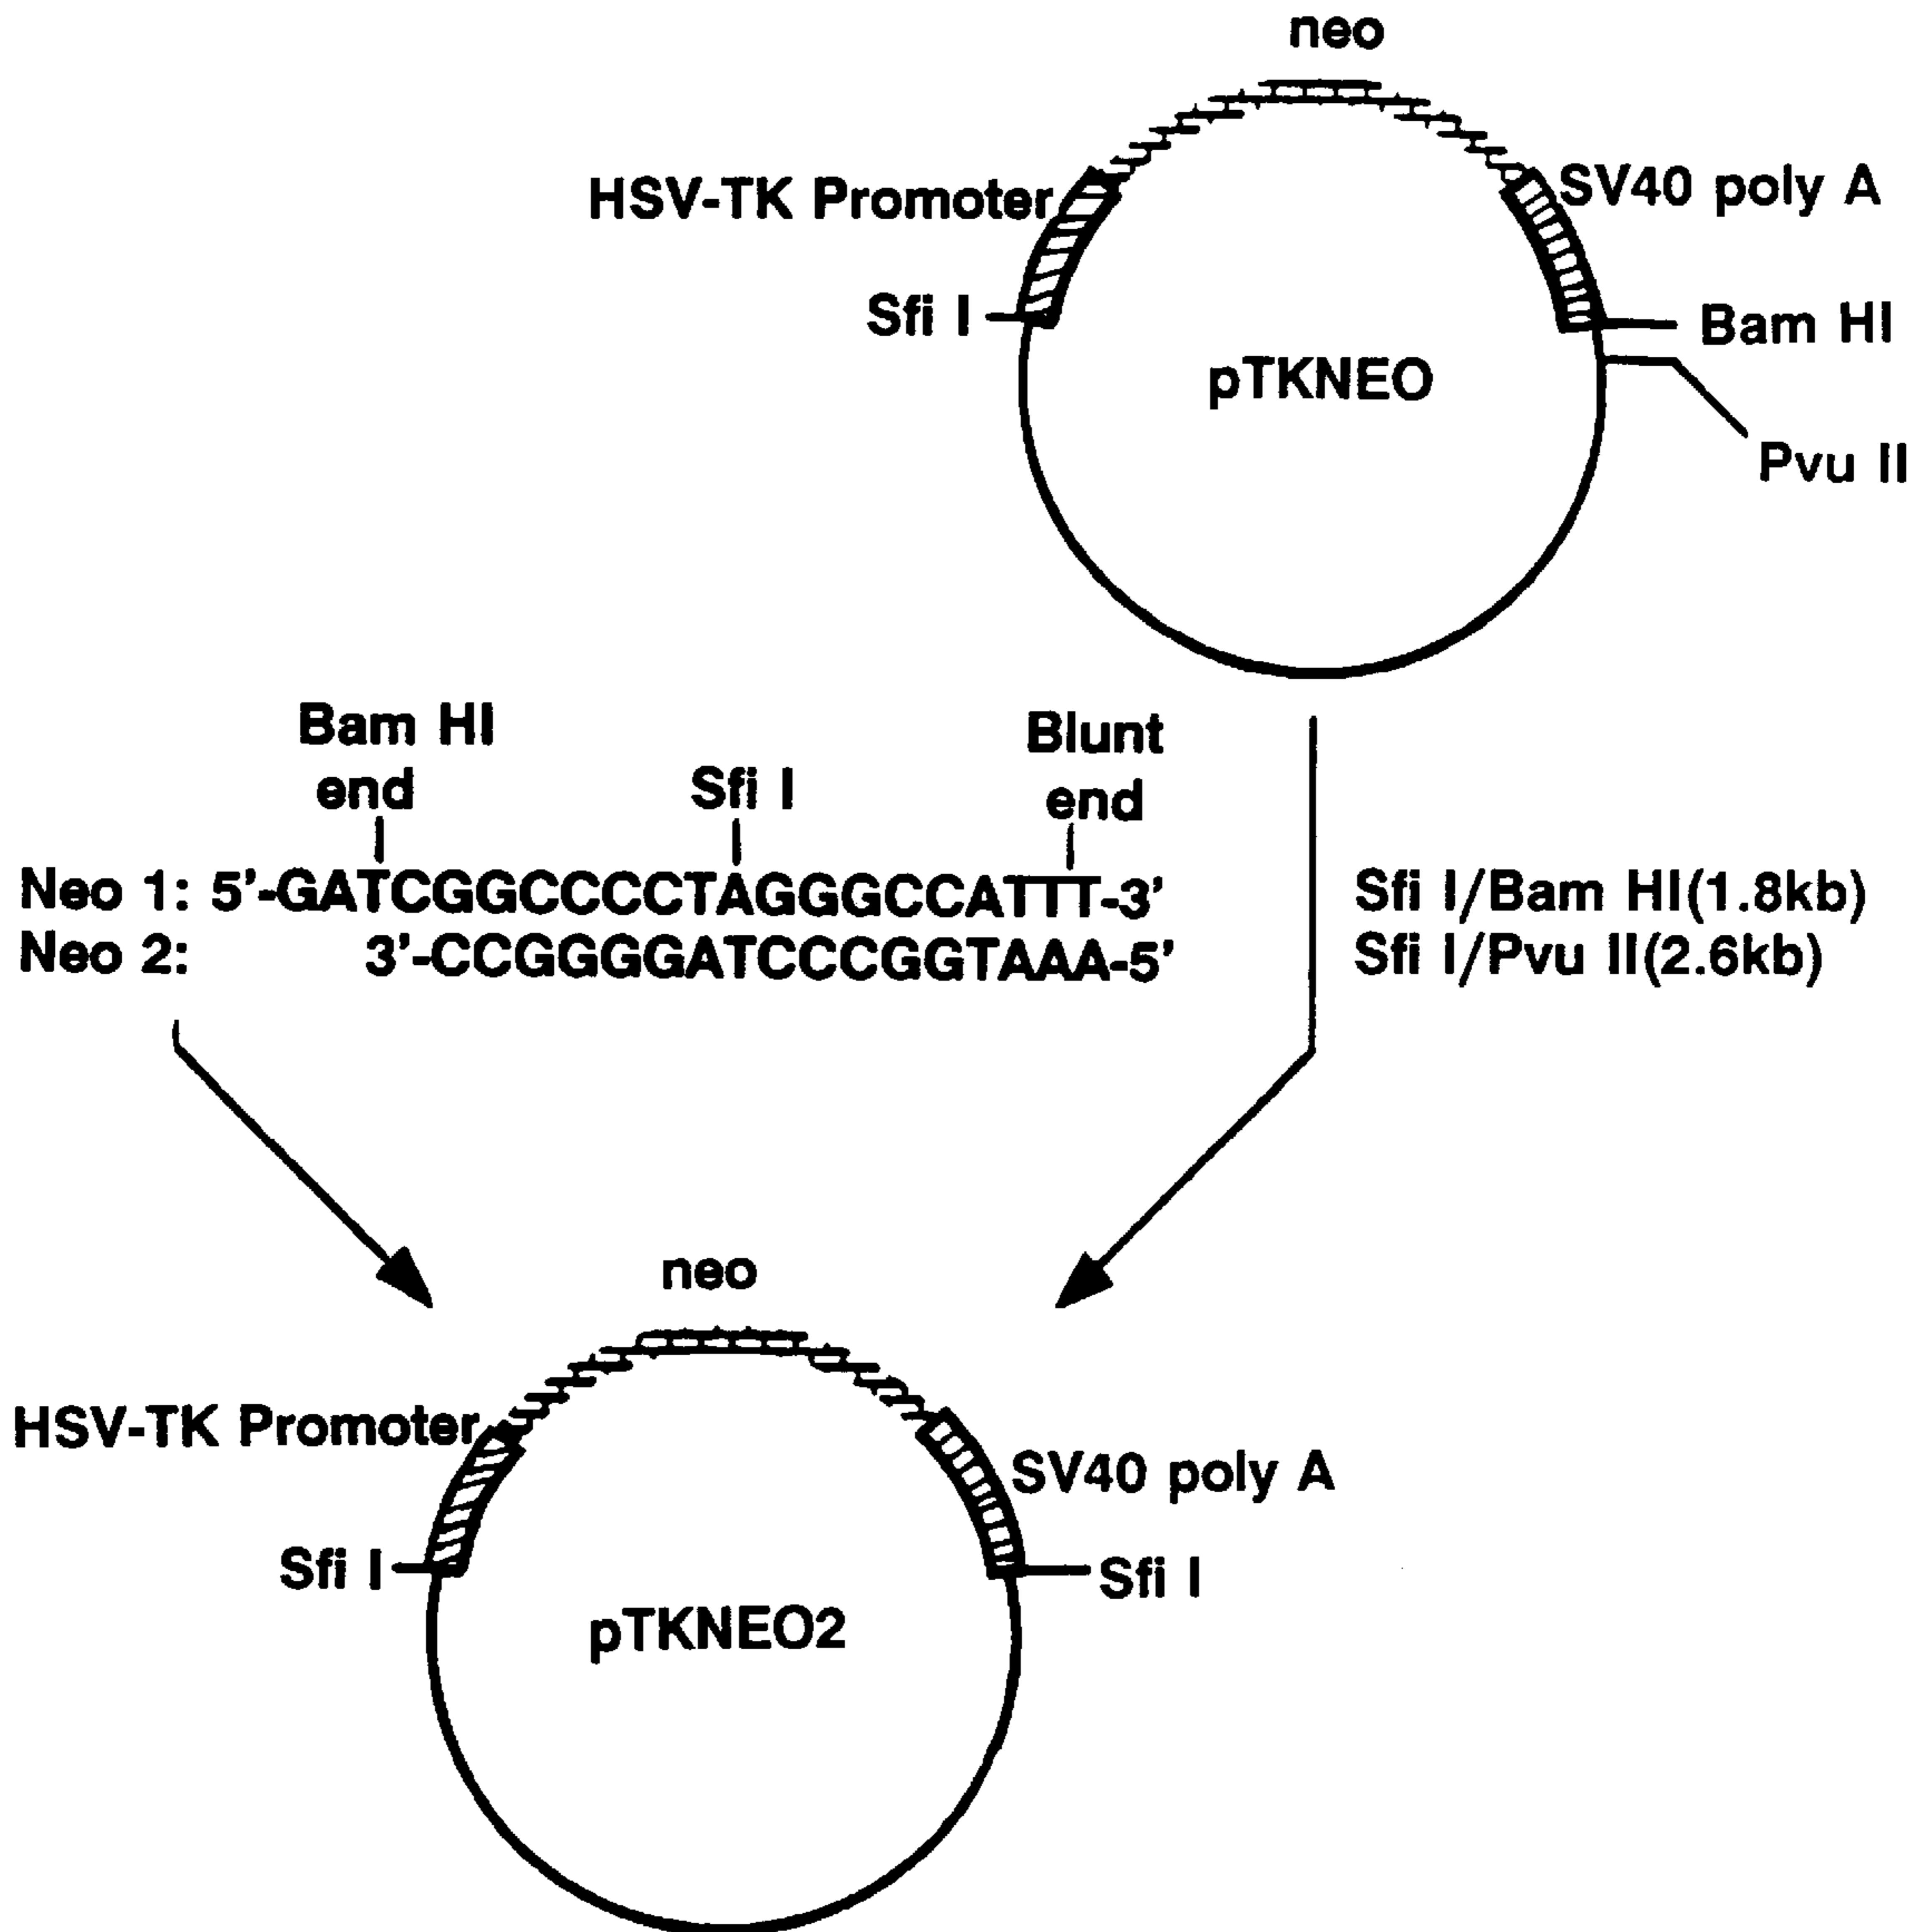 neo
HSV-TK Promoter
SV40 poly A
Sfi I
Bam HI
pTKNEO
Pvu II
Bam HI
end
Sfi I
Blunt
end
Neo 1: 5'-GATCGGCCCCTAGGGCCATTT-3'
Neo 2: 3'-CCGGGGATCCCGGTAAA-5'
Sfi I/Bam HI(1.8kb)
Sfi I/Pvu II(2.6kb)
neo
HSV-TK Promoter
SV40 poly A
Sfi I
Sfi I
pTKNEO2